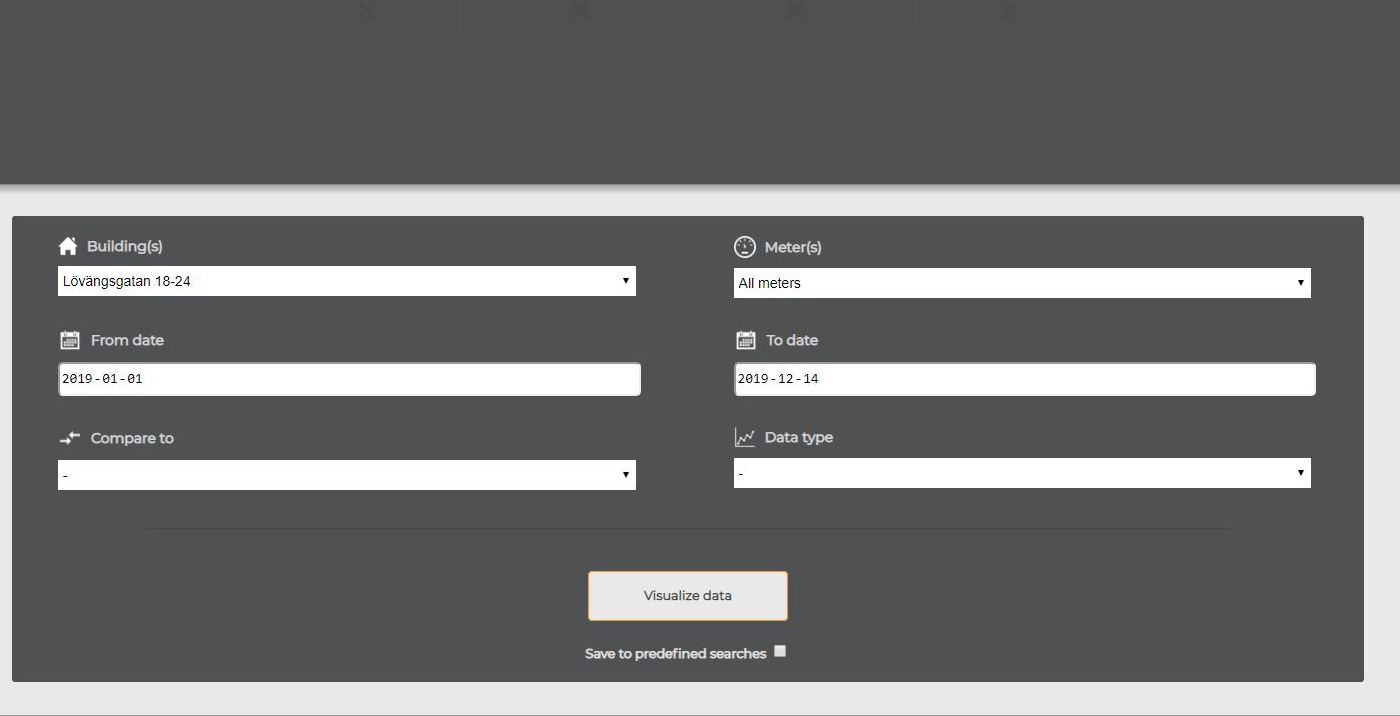 Building(s)
Meter(s)
Lövängsgatan 18-24
All meters
From date
To date
2019-01-01
2019-12-14
Compare to
Data type
-
-
Visualize data
Save to predefined searches